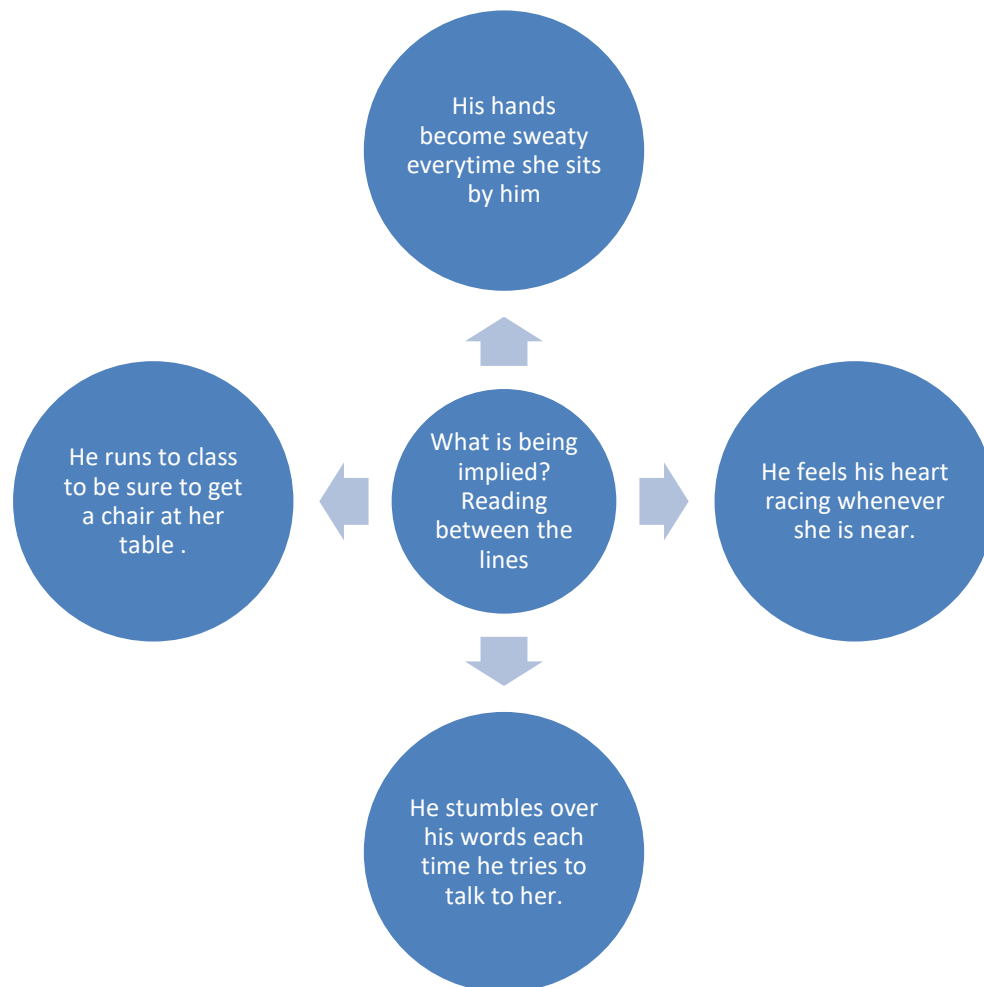 His hands
become sweaty
everytime she sits
by him
He runs to class
to be sure to get
a chair at her
table .
What is being
implied?
Reading
between the
lines
He feels his heart
racing whenever
she is near.
He stumbles over
his words each
time he tries to
talk to her.